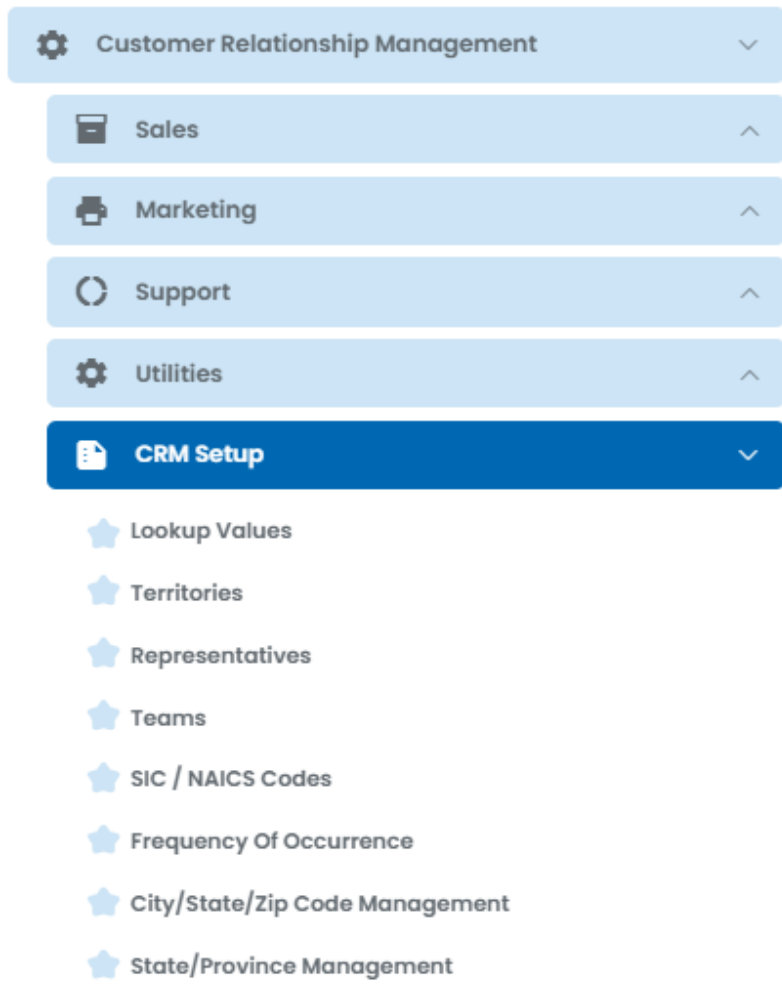 Customer Relationship Management
Sales
Marketing
Support
Utilities
CRM Setup
Lookup Values
Territories
Representatives
Teams
SIC / NAICS Codes
Frequency Of Occurrence
City/State/Zip Code Management
State/Province Management